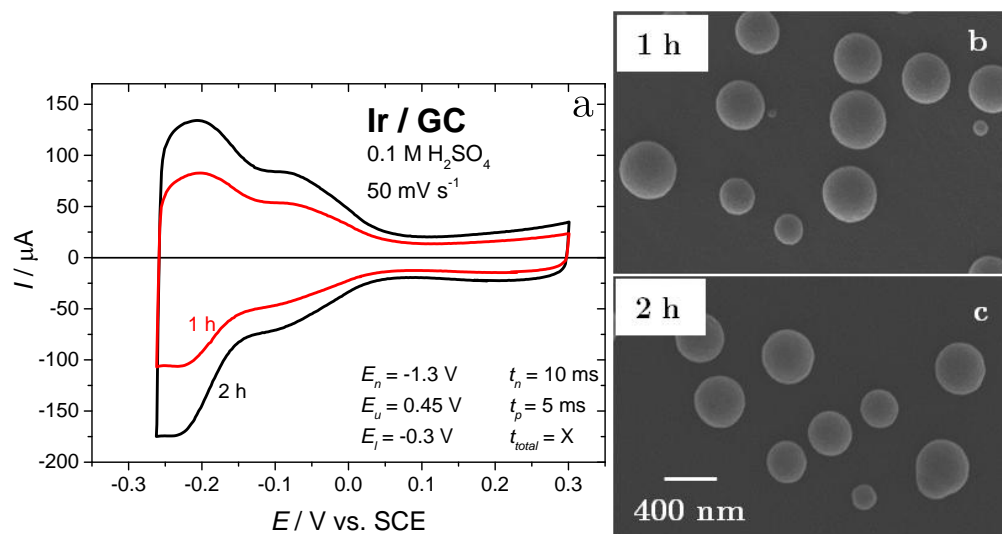 a
Ir / GC
0.1 M H₂SO₄
50 mV s⁻¹
150
100
50
0
-50
-100
-150
-200
I / µA
1 h
2 h
Eₙ = -1.3 V
tₙ = 10 ms
Eᵤ = 0.45 V
tₚ = 5 ms
Eₗ = -0.3 V
t_total = X
-0.3
-0.2
-0.1
0.0
0.1
0.2
0.3
E / V vs. SCE
1 h
b
2 h
c
400 nm